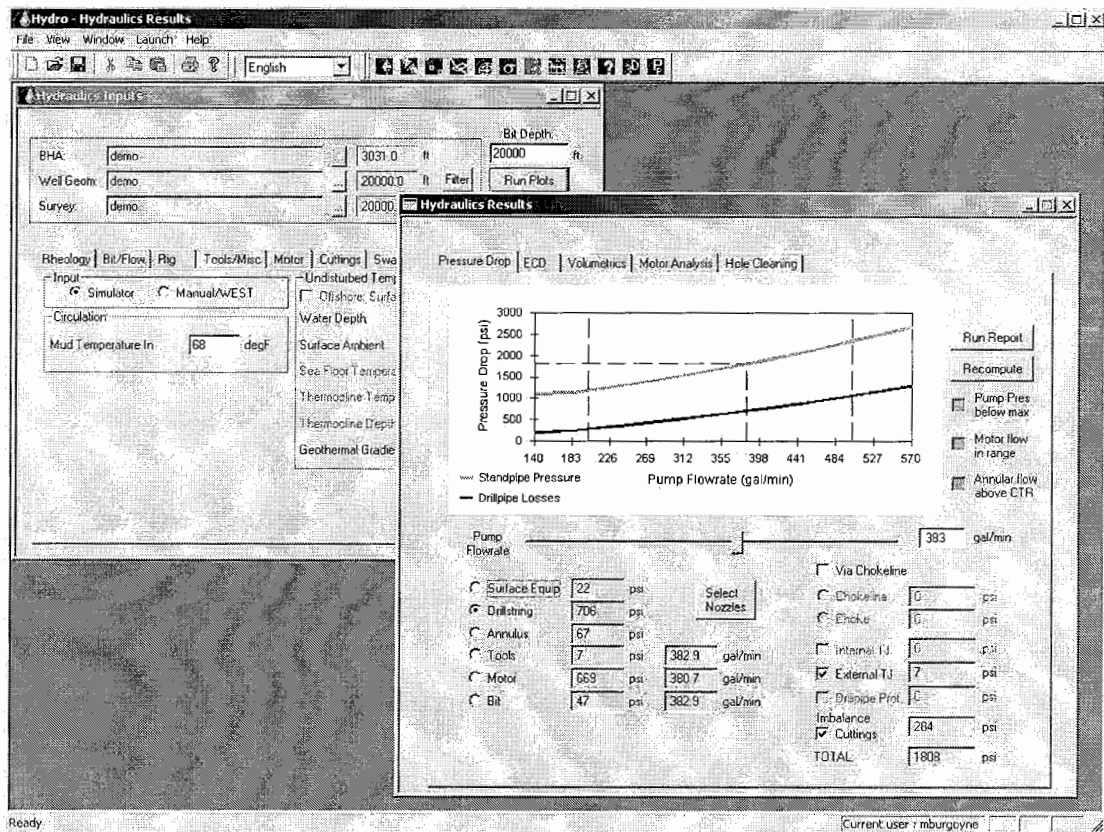 Hydro - Hydraulics Results
File View Window Launch Help
English
Hydraulics Inputs
Bit Depth:
BHA: demo 3031.0 ft 20000 ft
Well Geom: demo 20000.0 ft Filter Run Plots
Survey: demo 20000
Rheology Bit/Flow Rig Tools/Misc Motor Cuttings Swa
Input
Simulator Manual/WEST
Circulation
Mud Temperature In 68 degF
Undisturbed Temp
Offshore: Surfa
Water Depth
Surface Ambient
Sea Floor Tempera
Thermocline Temp
Thermocline Depth
Geothermal Gradie
Hydraulics Results
Pressure Drop ECD Volumetrics Motor Analysis Hole Cleaning
Pressure Drop (psi)
3000
2500
2000
1500
1000
500
0
140 183 226 269 312 355 398 441 484 527 570
Pump Flowrate (gal/min)
Standpipe Pressure
Drillpipe Losses
Run Report
Recompute
Pump Pres below max
Motor flow in range
Annular flow above CTR
Pump Flowrate 383 gal/min
Surface Equip 22 psi
Drillstring 706 psi
Annulus 67 psi
Tools 7 psi 382.9 gal/min
Motor 669 psi 380.7 gal/min
Bit 47 psi 382.9 gal/min
Select Nozzles
Via Chokeline
Chokeline 0 psi
Choke 0 psi
Internal TJ 0 psi
External TJ 7 psi
Drillpipe Prot. 0 psi
Imbalance
Cuttings 284 psi
TOTAL: 1808 psi
Ready
Current user : mburgoyne